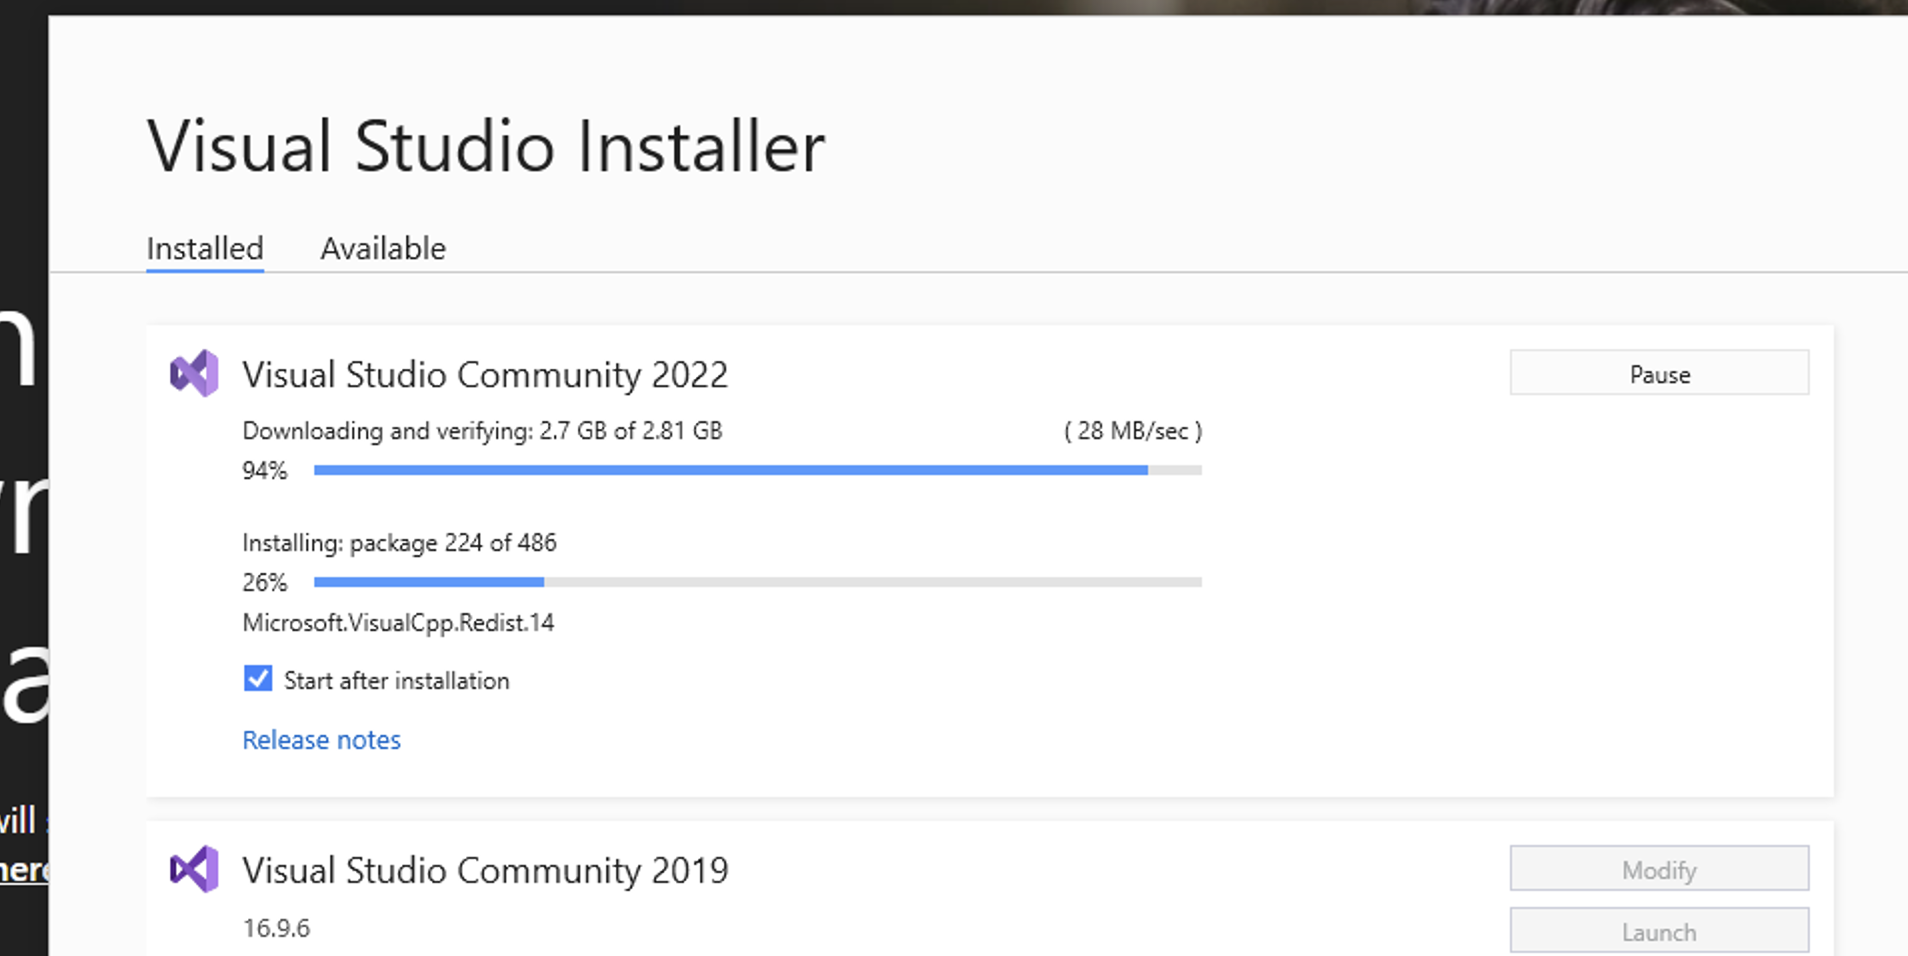 Visual Studio Installer
Installed Available
Visual Studio Community 2022
Pause
Downloading and verifying: 2.7 GB of 2.81 GB ( 28 MB/sec )
94%
Installing: package 224 of 486
26%
Microsoft.VisualCpp.Redist.14
Start after installation
Release notes
will
Visual Studio Community 2019
Modify
16.9.6
Launch